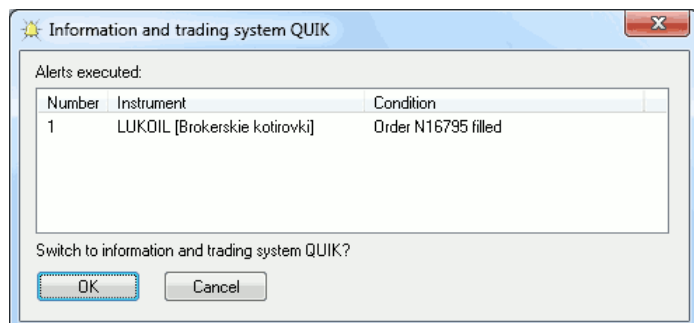 Information and trading system QUIK
Alerts executed:
Number Instrument Condition
1 LUKOIL [Brokerskie kotirovki] Order N16795 filled
Switch to information and trading system QUIK?
OK Cancel